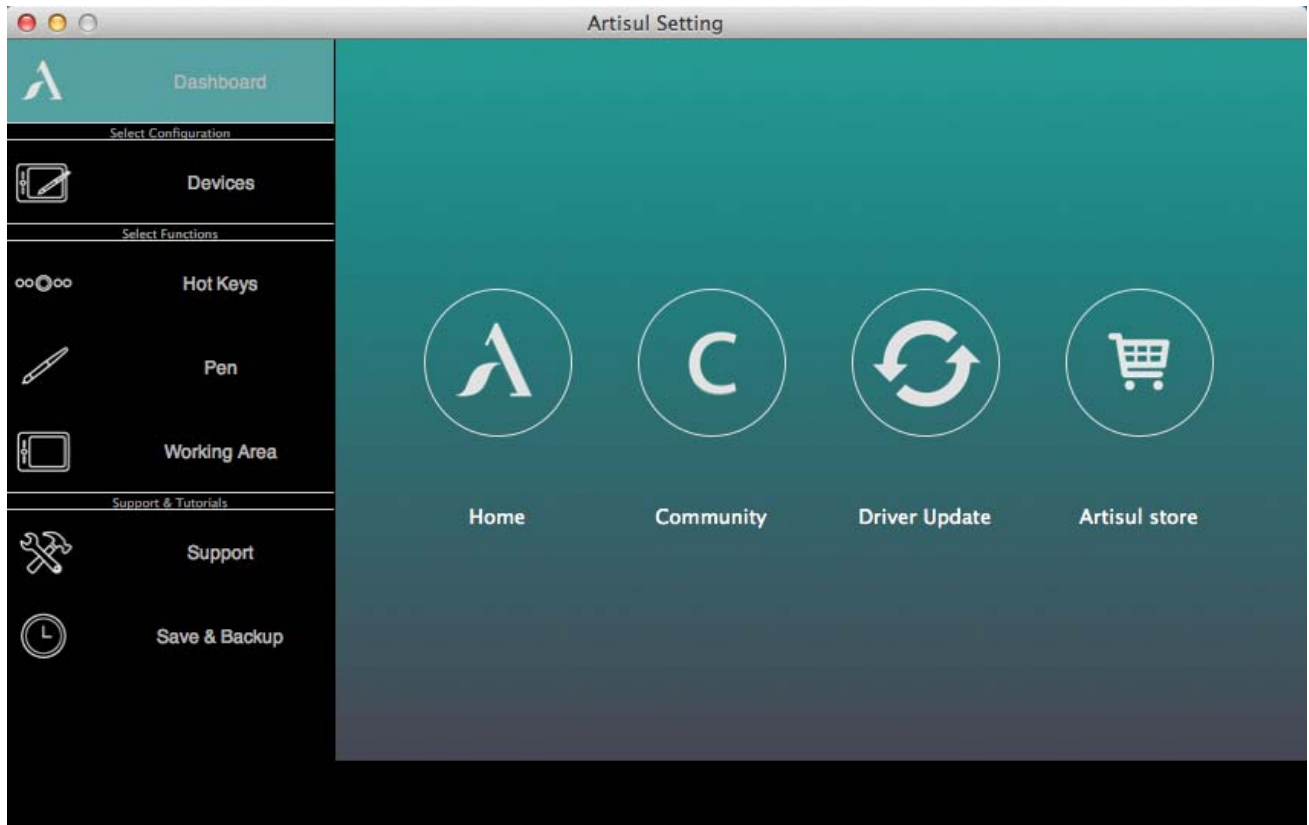 Artisul Setting
Dashboard
Select Configuration
Devices
Select Functions
Hot Keys
Pen
Working Area
Support & Tutorials
Support
Save & Backup
C
Home
Community
Driver Update
Artisul store